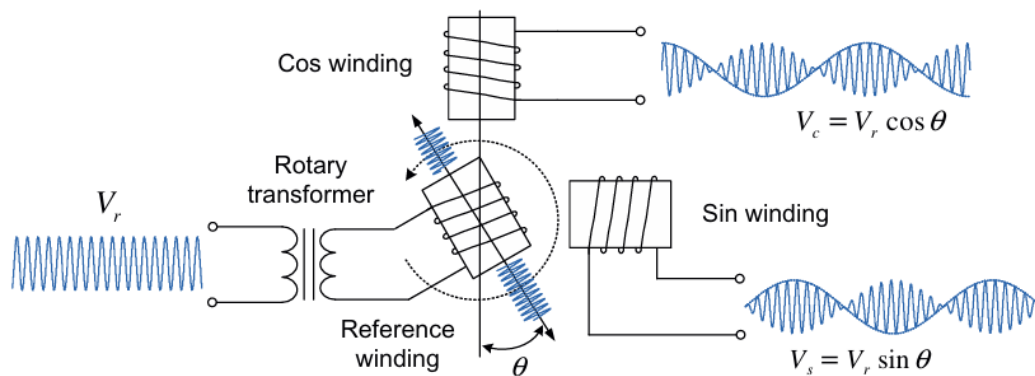 Cos winding
V_c = V_r cos θ
Rotary
transformer
V_r
Sin winding
Reference
winding
θ
V_s = V_r sin θ